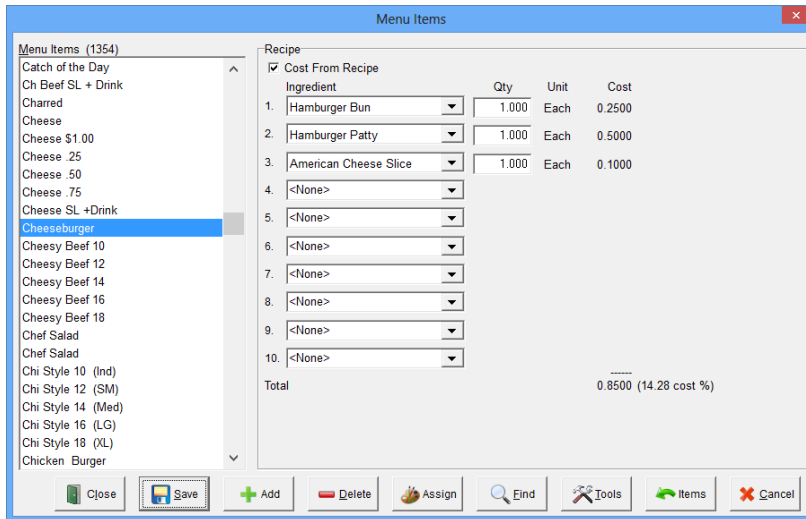 Menu Items
Menu Items (1354)
Catch of the Day
Ch Beef SL + Drink
Charred
Cheese
Cheese $1.00
Cheese .25
Cheese .50
Cheese .75
Cheese SL +Drink
Cheeseburger
Cheesy Beef 10
Cheesy Beef 12
Cheesy Beef 14
Cheesy Beef 16
Cheesy Beef 18
Chef Salad
Chef Salad
Chi Style 10 (Ind)
Chi Style 12 (SM)
Chi Style 14 (Med)
Chi Style 16 (LG)
Chi Style 18 (XL)
Chicken Burger
Recipe
Cost From Recipe
Ingredient Qty Unit Cost
1. Hamburger Bun 1.000 Each 0.2500
2. Hamburger Patty 1.000 Each 0.5000
3. American Cheese Slice 1.000 Each 0.1000
4. <None>
5. <None>
6. <None>
7. <None>
8. <None>
9. <None>
10. <None>
------
Total 0.8500 (14.28 cost %)
Close Save Add Delete Assign Find Tools Items Cancel